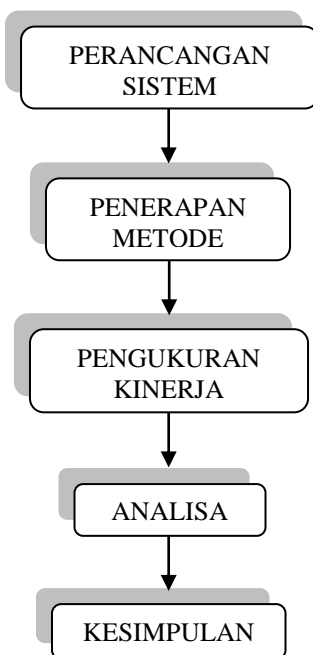 PERANCANGAN
SISTEM
PENERAPAN
METODE
PENGUKURAN
KINERJA
ANALISA
KESIMPULAN